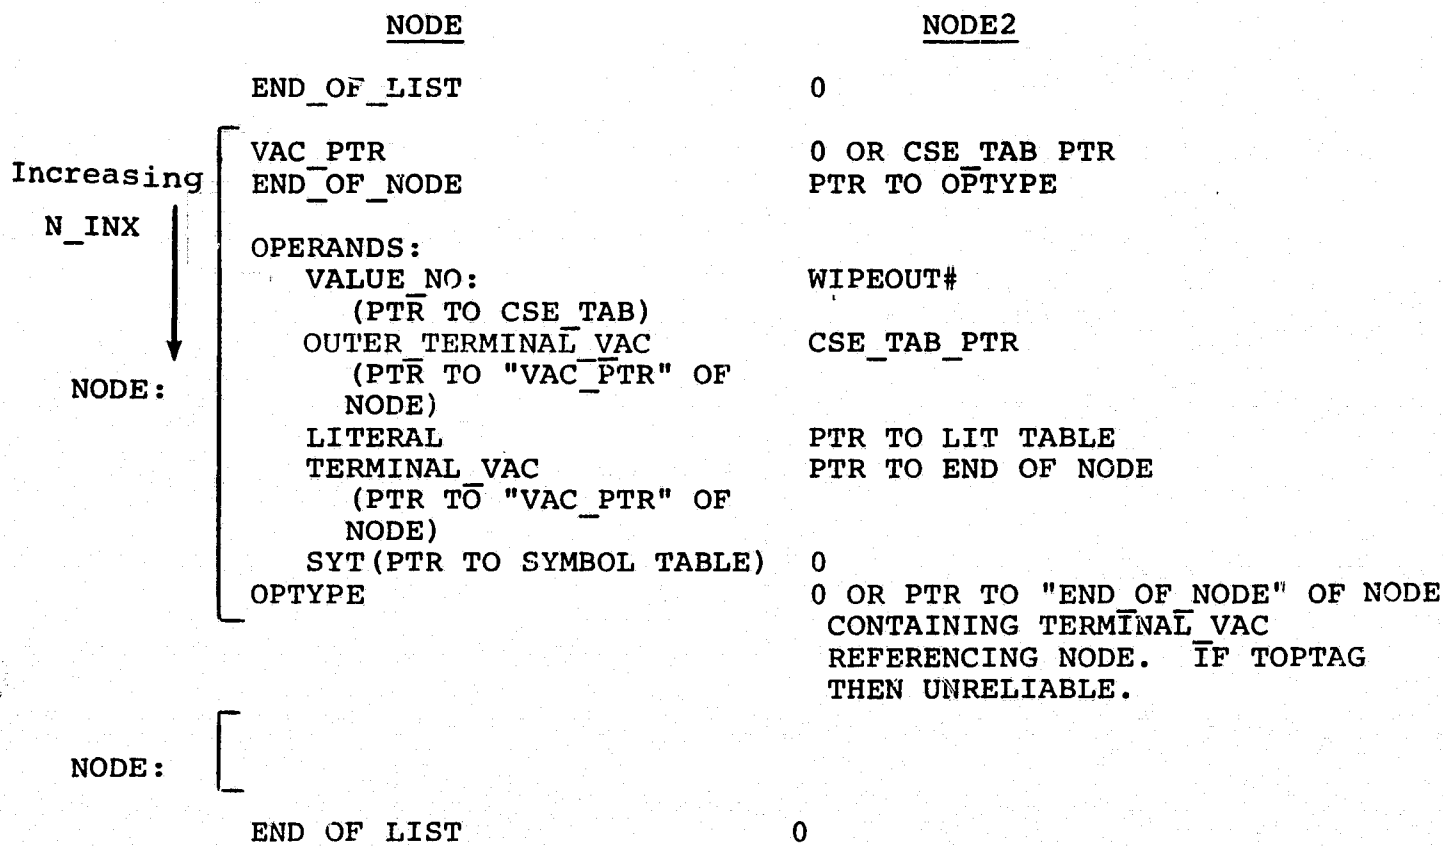 NODE NODE2
END_OF_LIST 0
VAC_PTR 0 OR CSE_TAB PTR
Increasing END_OF_NODE PTR TO OPTYPE
N_INX
OPERANDS:
VALUE_NO: WIPEOUT#
(PTR TO CSE_TAB)
OUTER_TERMINAL_VAC CSE_TAB_PTR
(PTR TO "VAC_PTR" OF
NODE: NODE)
LITERAL PTR TO LIT TABLE
TERMINAL_VAC PTR TO END OF NODE
(PTR TO "VAC_PTR" OF
NODE)
SYT(PTR TO SYMBOL TABLE) 0
OPTYPE 0 OR PTR TO "END_OF_NODE" OF NODE
CONTAINING TERMINAL_VAC
REFERENCING NODE. IF TOPTAG
THEN UNRELIABLE.
NODE:
END OF LIST 0